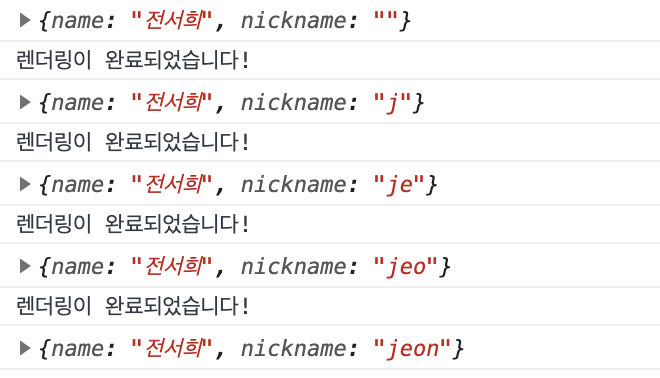 {name: "전서희", nickname: ""}
렌더링이 완료되었습니다!
{name: "전서희", nickname: "j"}
렌더링이 완료되었습니다!
{name: "전서희", nickname: "je"}
렌더링이 완료되었습니다!
{name: "전서희", nickname: "jeo"}
렌더링이 완료되었습니다!
{name: "전서희", nickname: "jeon"}